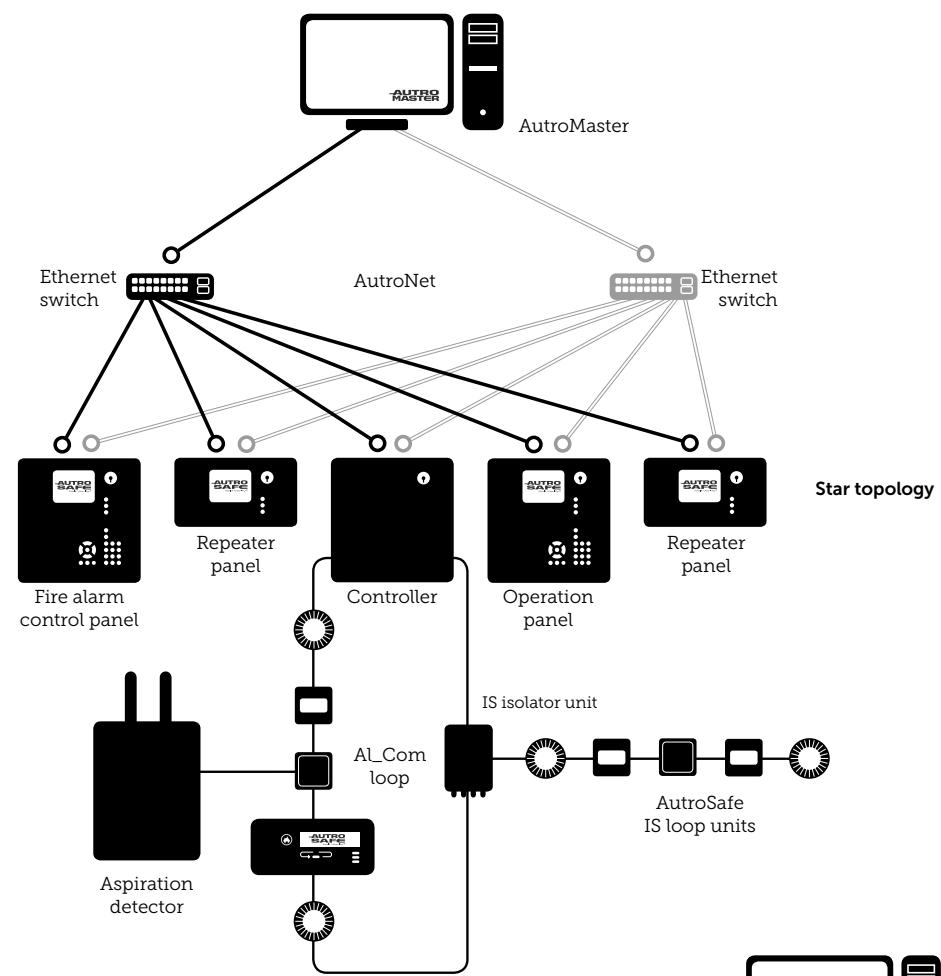 AUTRO
MASTER
AutroMaster
Ethernet
switch
AutroNet
Ethernet
switch
AUTRO
SAFE
AUTRO
SAFE
AUTRO
SAFE
AUTRO
SAFE
Star topology
Repeater
panel
Repeater
panel
Fire alarm
control panel
Controller
Operation
panel
IS isolator unit
Al_Com
loop
AutroSafe
IS loop units
AUTRO
SAFE
Aspiration
detector